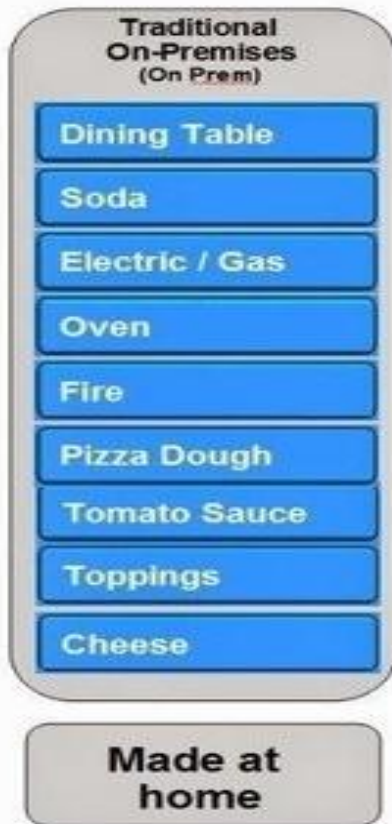 Traditional
On-Premises
(On Prem)
Dining Table
Soda
Electric / Gas
Oven
Fire
Pizza Dough
Tomato Sauce
Toppings
Cheese
Made at
home